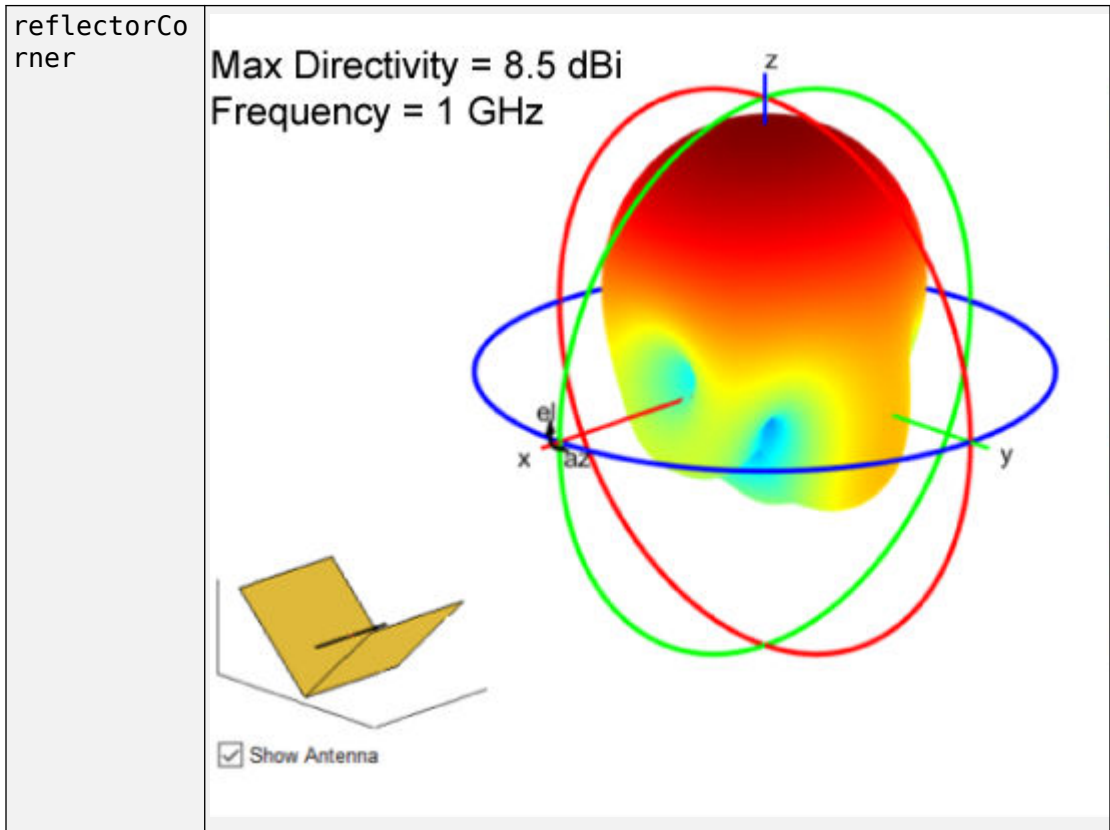 reflectorCo
rner
Max Directivity = 8.5 dBi
Frequency = 1 GHz
z
el
x
az
y
Show Antenna